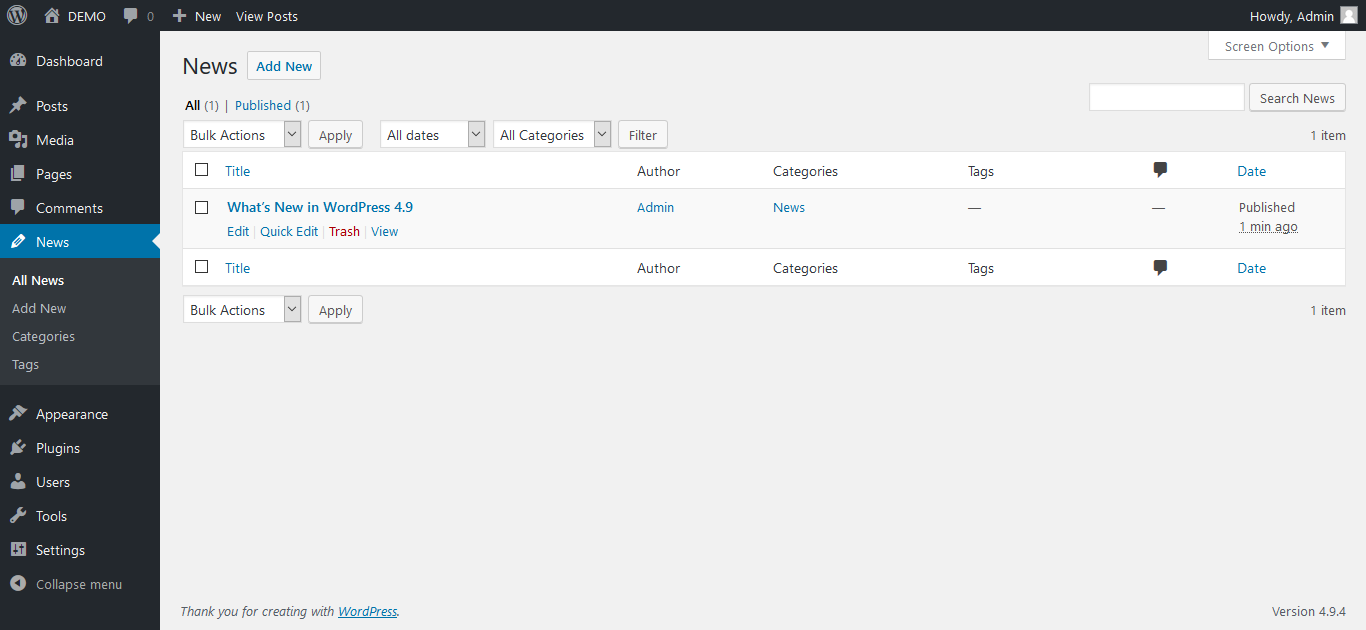 DEMO 0 New View Posts Howdy, Admin
Dashboard
Posts
Media
Pages
Comments
News
All News
Add New
Categories
Tags
Appearance
Plugins
Users
Tools
Settings
Collapse menu
Screen Options
News Add New
All (1) | Published (1)
Search News
Bulk Actions Apply All dates All Categories Filter 1 item
Title Author Categories Tags Date
What's New in WordPress 4.9 Admin News — — Published
Edit | Quick Edit | Trash | View 1 min ago
Title Author Categories Tags Date
Bulk Actions Apply 1 item
Thank you for creating with WordPress. Version 4.9.4